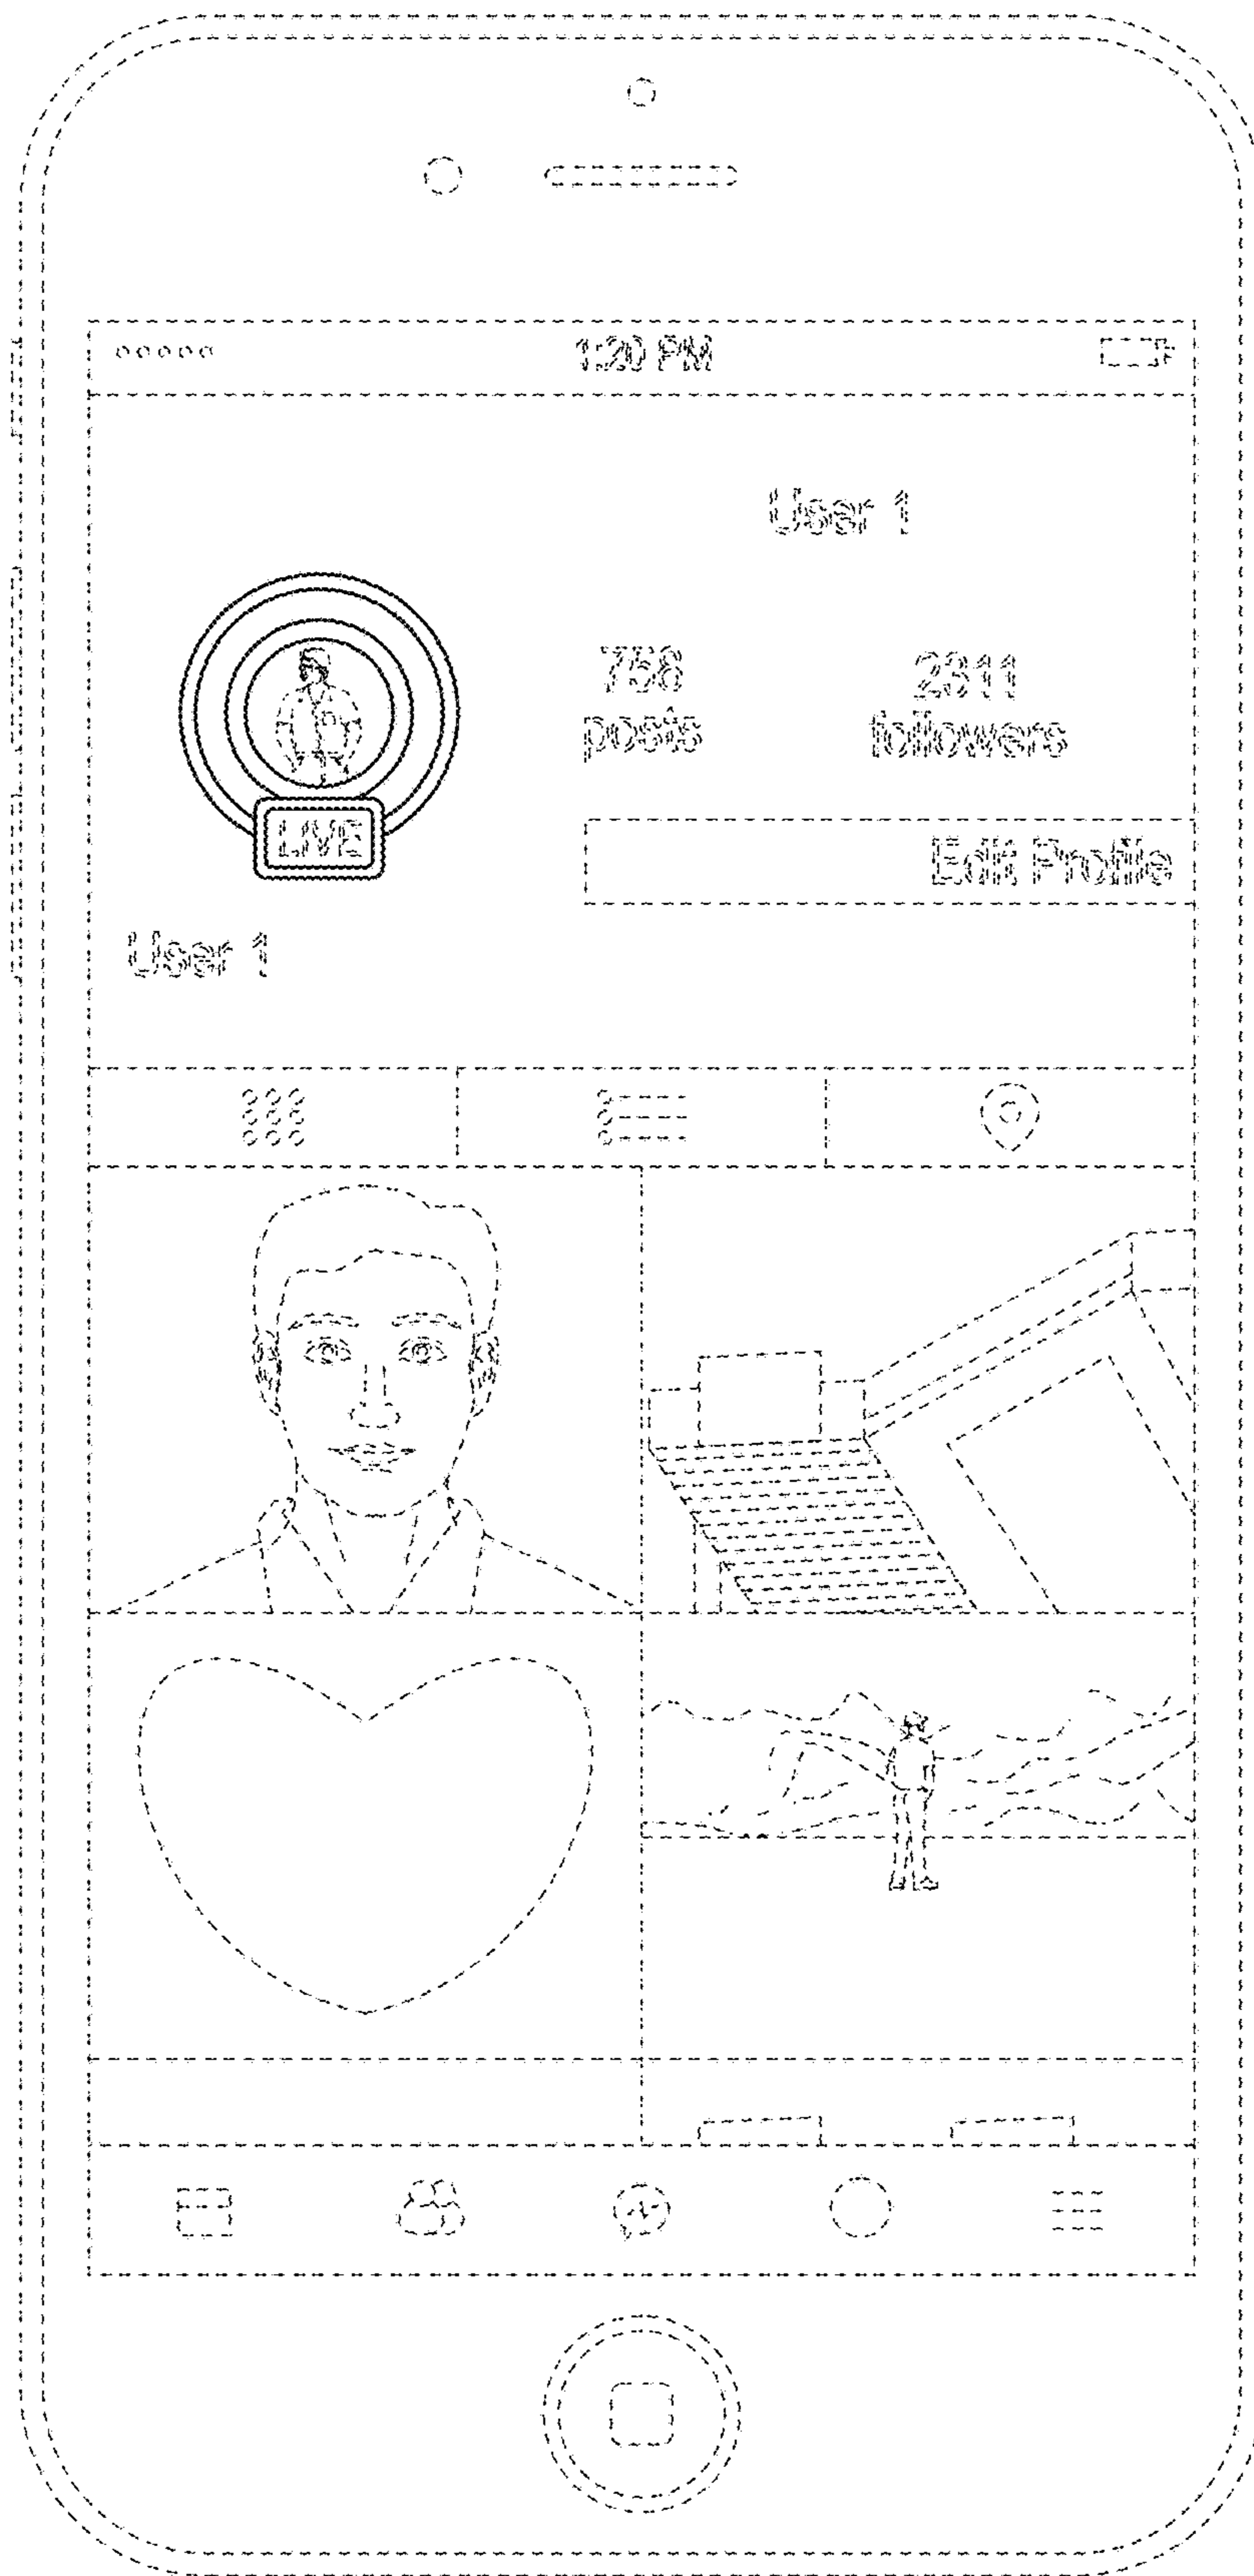 1:20 PM
User 1
758
posts
2311
followers
LIVE
Edit Profile
User 1